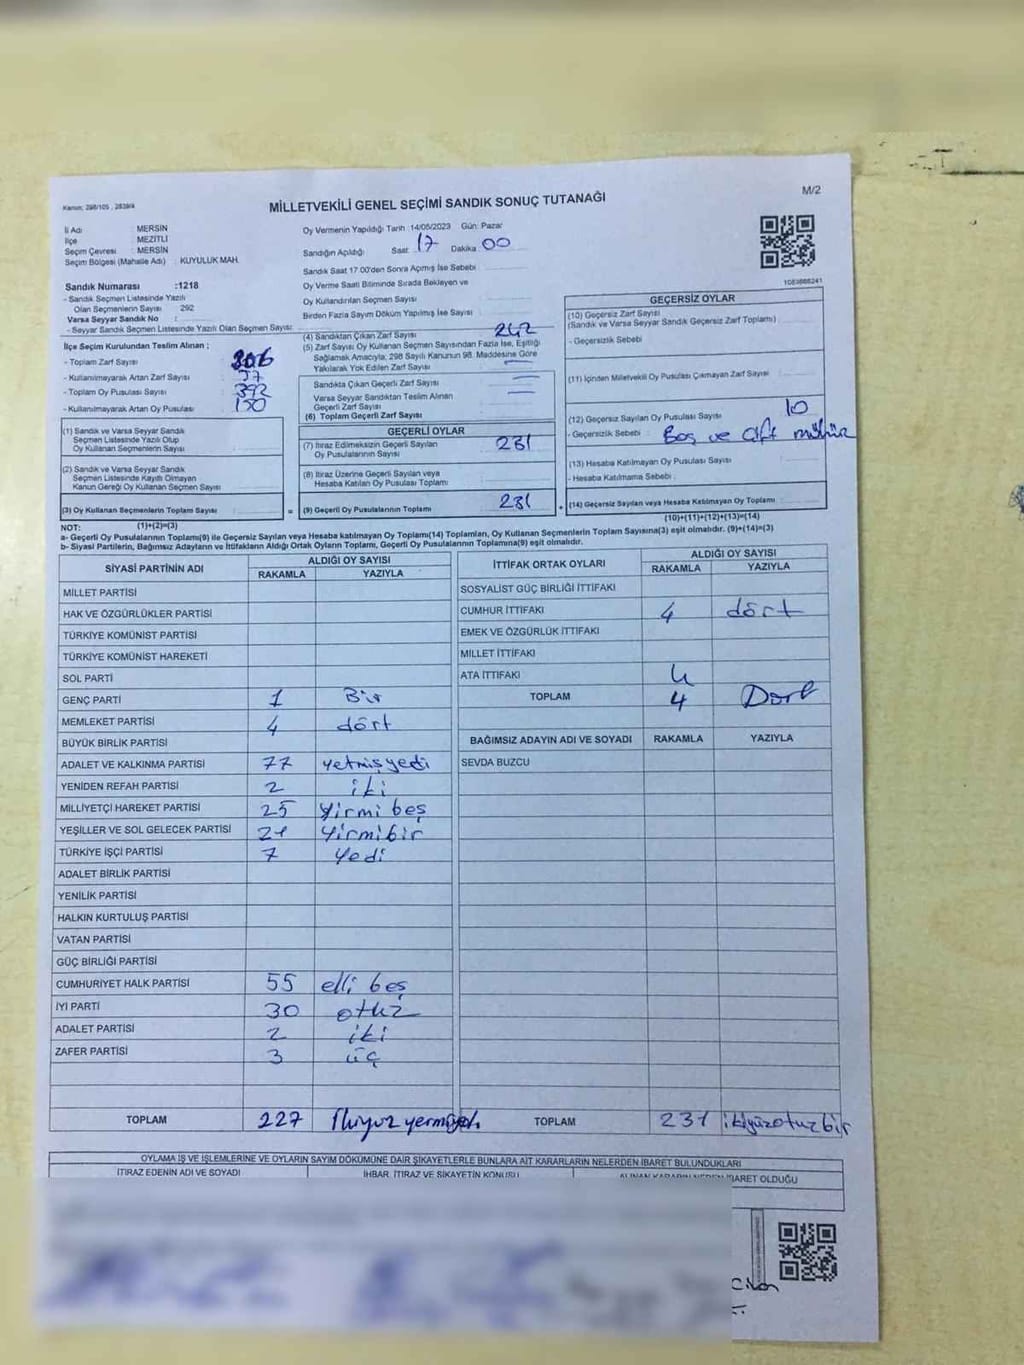 Kanun; 298/105 , 2839/4
M/2
MİLLETVEKİLİ GENEL SEÇİMİ SANDIK SONUÇ TUTANAĞI
İl Adı : MERSİN
İlçe : MEZİTLİ
Seçim Çevresi : MERSİN
Seçim Bölgesi (Mahalle Adı) : KUYULUK MAH.
Sandık Numarası :1218
- Sandık Seçmen Listesinde Yazılı
Olan Seçmenlerin Sayısı : 292
Varsa Seyyar Sandık No :
- Seyyar Sandık Seçmen Listesinde Yazılı Olan Seçmen Sayısı:
Oy Vermenin Yapıldığı Tarih :14/05/2023 Gün: Pazar
Sandığın Açıldığı: Saat: 17 Dakika 00
Sandık Saat 17.00'den Sonra Açılmış İse Sebebi
Oy Verme Saati Bitiminde Sırada Bekleyen ve
Oy Kullandırılan Seçmen Sayısı
Birden Fazla Sayım Döküm Yapılmış İse Sayısı :
İlçe Seçim Kurulundan Teslim Alınan ;
- Toplam Zarf Sayısı : 306
- Kullanılmayarak Artan Zarf Sayısı :
- Toplam Oy Pusulası Sayısı : 392
- Kullanılmayarak Artan Oy Pusulası : 150
(4) Sandıktan Çıkan Zarf Sayısı : 242
(5) Zarf Sayısı Oy Kullanan Seçmen Sayısından Fazla İse, Eşitliği
Sağlamak Amacıyla, 298 Sayılı Kanunun 98. Maddesine Göre
Yakılarak Yok Edilen Zarf Sayısı :
Sandıkta Çıkan Geçerli Zarf Sayısı :
Varsa Seyyar Sandıktan Teslim Alınan
Geçerli Zarf Sayısı :
(6) Toplam Geçerli Zarf Sayısı
1083668241
GEÇERSİZ OYLAR
(10) Geçersiz Zarf Sayısı
(Sandık ve Varsa Seyyar Sandık Geçersiz Zarf Toplamı) :
- Geçersizlik Sebebi :
(11) İçinden Milletvekili Oy Pusulası Çıkmayan Zarf Sayısı
(12) Geçersiz Sayılan Oy Pusulası Sayısı : 10
- Geçersizlik Sebebi : Boş ve çift mühür
(13) Hesaba Katılmayan Oy Pusulası Sayısı
- Hesaba Katılmama Sebebi :
(14) Geçersiz Sayılan veya Hesaba Katılmayan Oy Toplamı :
(10)+(11)+(12)+(13)=(14)
(1) Sandık ve Varsa Seyyar Sandık
Seçmen Listesinde Yazılı Olup
Oy Kullanan Seçmenlerin Sayısı :
(2) Sandık ve Varsa Seyyar Sandık
Seçmen Listesinde Kayıtlı Olmayan
Kanun Gereği Oy Kullanan Seçmen Sayısı :
(3) Oy Kullanan Seçmenlerin Toplam Sayısı :
(1)+(2)=(3)
GEÇERLİ OYLAR
(7) İtiraz Edilmeksizin Geçerli Sayılan
Oy Pusulalarının Sayısı : 231
(8) İtiraz Üzerine Geçerli Sayılan veya
Hesaba Katılan Oy Pusulası Toplamı :
= (9) Geçerli Oy Pusulalarının Toplamı : 231 +
NOT:
a- Geçerli Oy Pusulalarının Toplamı(9) ile Geçersiz Sayılan veya Hesaba katılmayan Oy Toplamı(14) Toplamları, Oy Kullanan Seçmenlerin Toplam Sayısına(3) eşit olmalıdır. (9)+(14)=(3)
b- Siyasi Partilerin, Bağımsız Adayların ve İttifakların Aldığı Ortak Oyların Toplamı, Geçerli Oy Pusulalarının Toplamına(9) eşit olmalıdır.
SİYASİ PARTİNİN ADI ALDIĞI OY SAYISI
RAKAMLA YAZIYLA
MİLLET PARTİSİ
HAK VE ÖZGÜRLÜKLER PARTİSİ
TÜRKİYE KOMÜNİST PARTİSİ
TÜRKİYE KOMÜNİST HAREKETİ
SOL PARTİ
GENÇ PARTİ 1 Bir
MEMLEKET PARTİSİ 4 dört
BÜYÜK BİRLİK PARTİSİ
ADALET VE KALKINMA PARTİSİ 77 yetmişyedi
YENİDEN REFAH PARTİSİ 2 iki
MİLLİYETÇİ HAREKET PARTİSİ 25 Yirmi beş
YEŞİLLER VE SOL GELECEK PARTİSİ 21 Yirmibir
TÜRKİYE İŞÇİ PARTİSİ 7 Yedi
ADALET BİRLİK PARTİSİ
YENİLİK PARTİSİ
HALKIN KURTULUŞ PARTİSİ
VATAN PARTİSİ
GÜÇ BİRLİĞİ PARTİSİ
CUMHURİYET HALK PARTİSİ 55 elli beş
İYİ PARTİ 30 otuz
ADALET PARTİSİ 2 iki
ZAFER PARTİSİ 3 üç
TOPLAM 227
İTTİFAK ORTAK OYLARI ALDIĞI OY SAYISI
RAKAMLA YAZIYLA
SOSYALİST GÜÇ BİRLİĞİ İTTİFAKI
CUMHUR İTTİFAKI 4 dört
EMEK VE ÖZGÜRLÜK İTTİFAKI
MİLLET İTTİFAKI
ATA İTTİFAKI 4
TOPLAM 4 Dört
BAĞIMSIZ ADAYIN ADI VE SOYADI RAKAMLA YAZIYLA
SEVDA BUZCU
TOPLAM 231 ikiyüzotuzbir
OYLAMA İŞ VE İŞLEMLERİNE VE OYLARIN SAYIM DÖKÜMÜNE DAİR ŞİKAYETLERLE BUNLARA AİT KARARLARIN NELERDEN İBARET BULUNDUKLARI
İTİRAZ EDENİN ADI VE SOYADI
İHBAR, İTİRAZ VE ŞİKAYETİN KONUSU
İBARET OLDUĞU